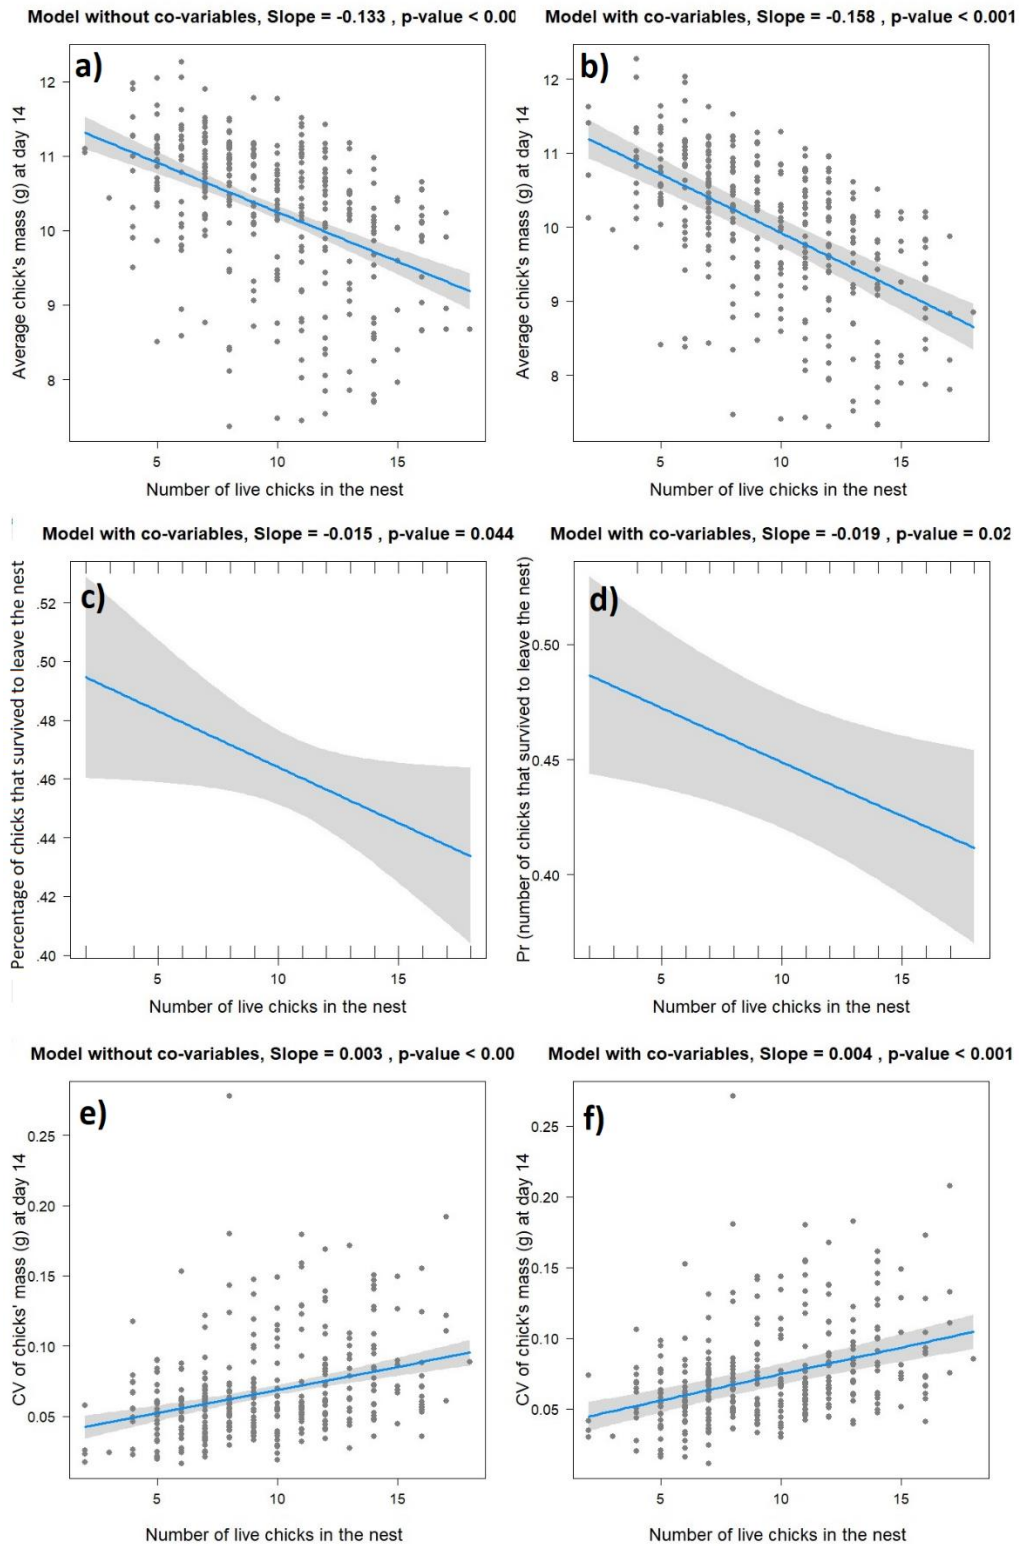 Model without co-variables, Slope = -0.133 , p-value < 0.00
a)
12
11
10
9
8
5
10
15
Average chick's mass (g) at day 14
Number of live chicks in the nest
Model with co-variables, Slope = -0.158 , p-value < 0.001
b)
12
11
10
9
8
5
10
15
Average chick's mass (g) at day 14
Number of live chicks in the nest
Model with co-variables, Slope = -0.015 , p-value = 0.044
c)
.52
.50
.48
.46
.44
.42
.40
5
10
15
Percentage of chicks that survived to leave the nest
Number of live chicks in the nest
Model with co-variables, Slope = -0.019 , p-value = 0.02
d)
0.50
0.45
0.40
5
10
15
Pr (number of chicks that survived to leave the nest)
Number of live chicks in the nest
Model without co-variables, Slope = 0.003 , p-value < 0.00
e)
0.25
0.20
0.15
0.10
0.05
5
10
15
CV of chicks' mass (g) at day 14
Number of live chicks in the nest
Model with co-variables, Slope = 0.004 , p-value < 0.001
f)
0.25
0.20
0.15
0.10
0.05
5
10
15
CV of chick's mass (g) at day 14
Number of live chicks in the nest